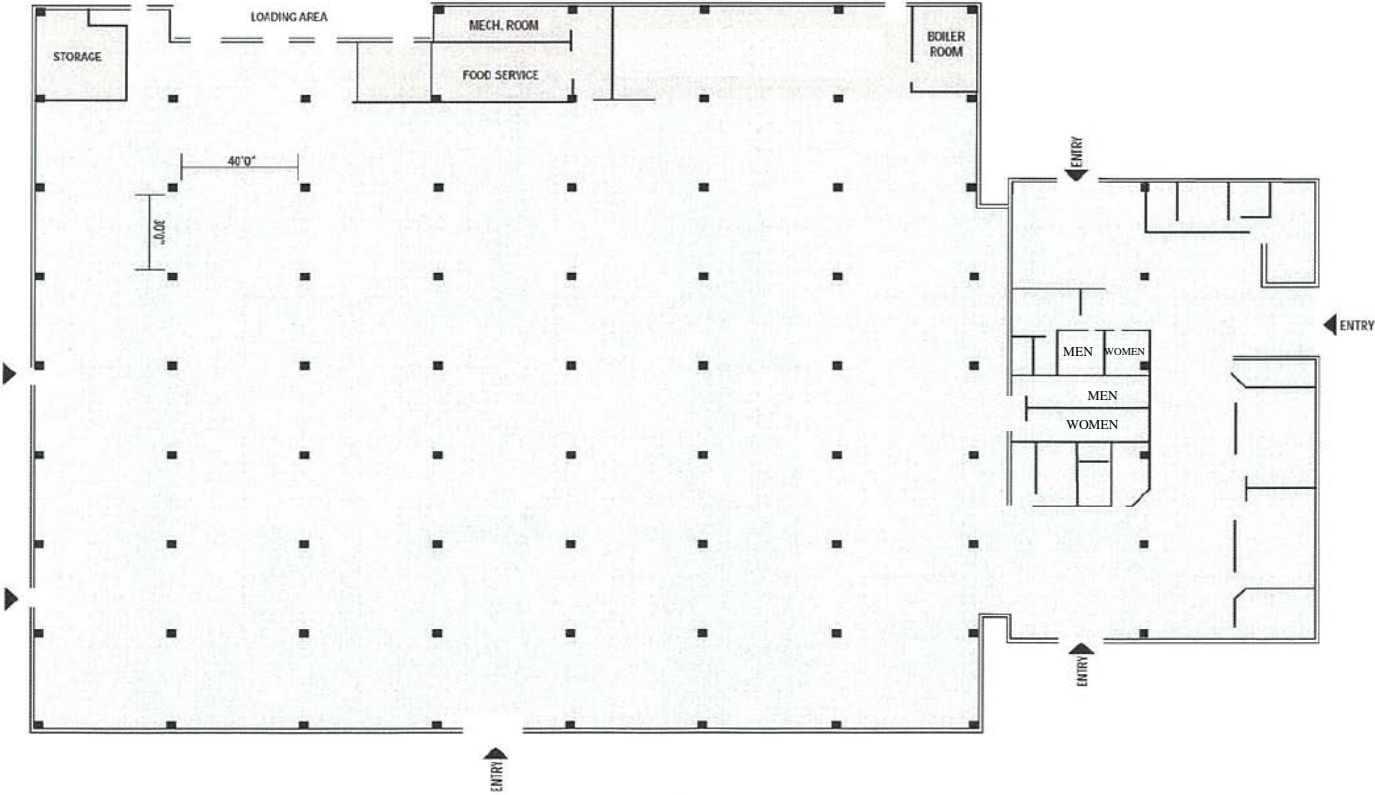 LOADING AREA
MECH. ROOM
BOILER
ROOM
STORAGE
FOOD SERVICE
40'0"
30'0"
ENTRY
ENTRY
MEN
WOMEN
MEN
WOMEN
ENTRY
ENTRY